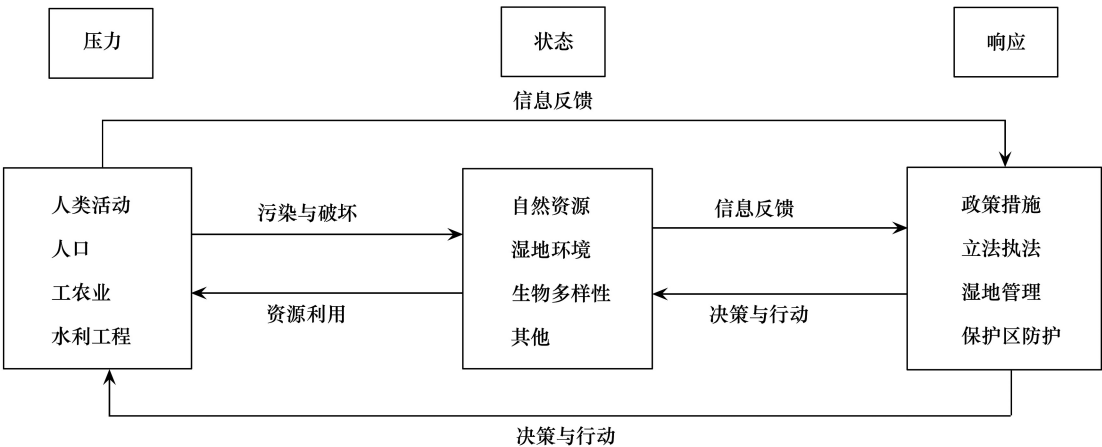 压力
状态
响应
信息反馈
人类活动
人口
工农业
水利工程
污染与破坏
资源利用
自然资源
湿地环境
生物多样性
其他
信息反馈
决策与行动
政策措施
立法执法
湿地管理
保护区防护
决策与行动